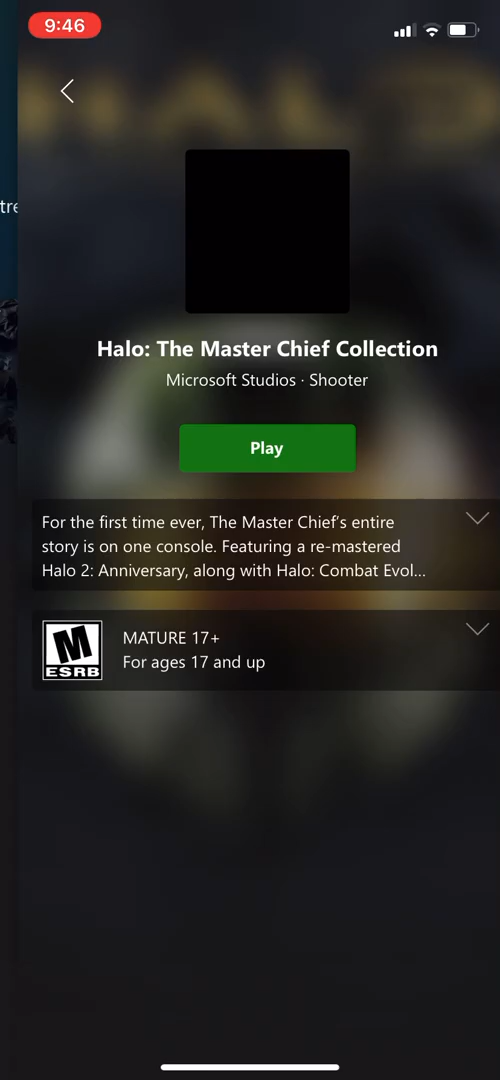 9:46
HALO
tre
Halo: The Master Chief Collection
Microsoft Studios · Shooter
Play
For the first time ever, The Master Chief’s entire
story is on one console. Featuring a re-mastered
Halo 2: Anniversary, along with Halo: Combat Evol...
M
ESRB
MATURE 17+
For ages 17 and up